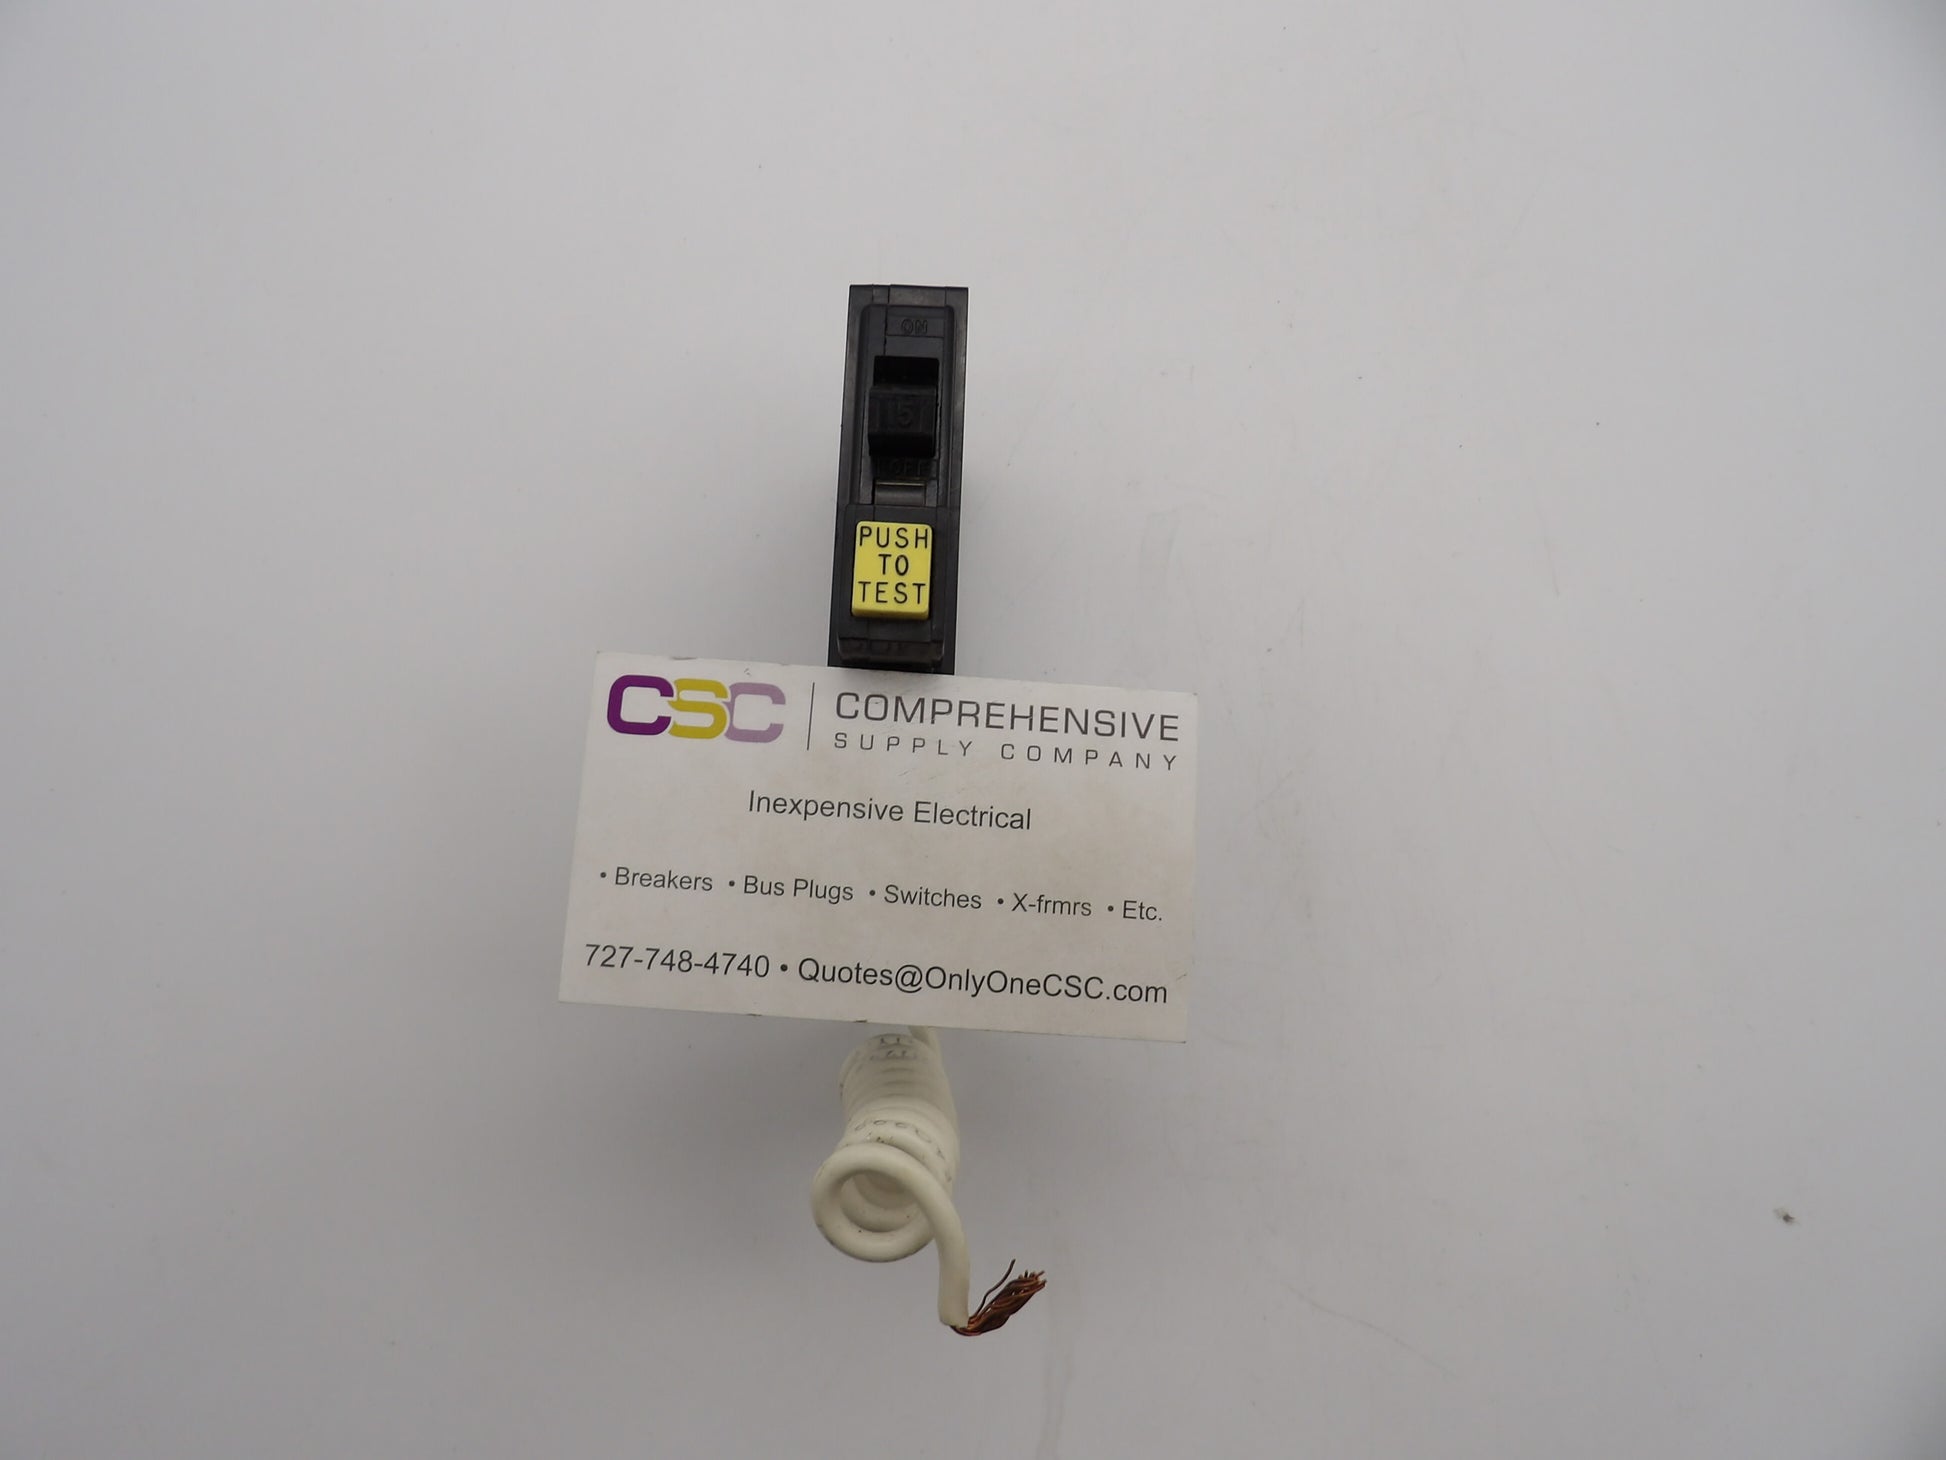 ON
15
OFF
PUSH
TO
TEST
CSC
COMPREHENSIVE
SUPPLY COMPANY
Inexpensive Electrical
• Breakers • Bus Plugs • Switches • X-frmrs • Etc.
727-748-4740 • Quotes@OnlyOneCSC.com